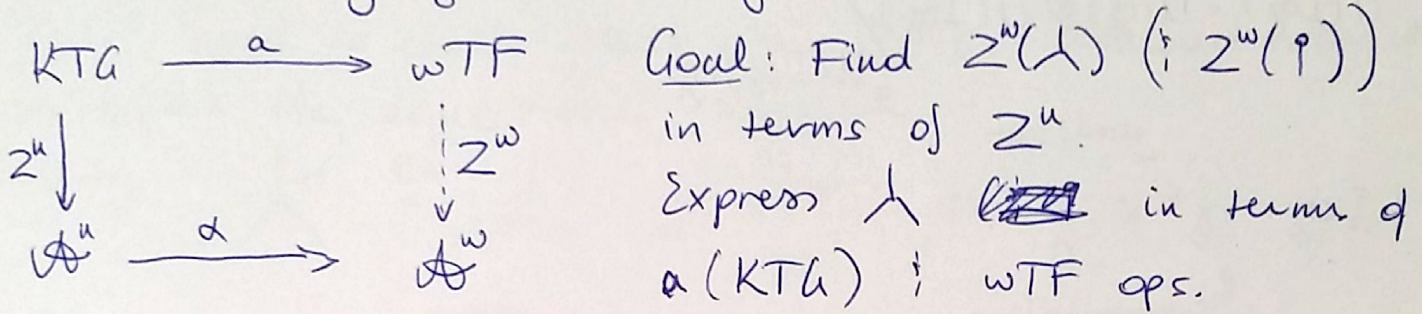 KTG a wTF Goal: Find Z^w(⅄) (& Z^w(↑))
Z^u Z^w in terms of Z^u.
Express ⅄ in terms of
A^u α A^w a(KTG) & wTF ops.